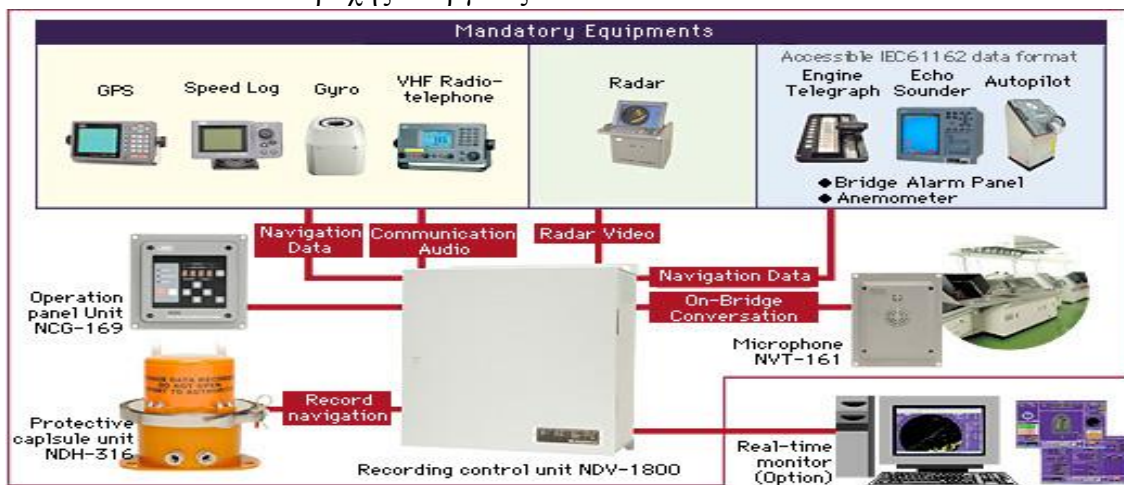 Mandatory Equipments
Accessible IEC61162 data format
GPS
Speed Log
Gyro
VHF Radio-
telephone
Radar
Engine
Telegraph
Echo
Sounder
Autopilot
◆Bridge Alarm Panel
◆Anemometer
Navigation
Data
Communication
Audio
Radar Video
Navigation Data
On-Bridge
Conversation
Operation
panel Unit
NCG-169
Microphone
NVT-161
Record
navigation
Protective
caplsule unit
NDH-316
Recording control unit NDV-1800
Real-time
monitor
(Option)